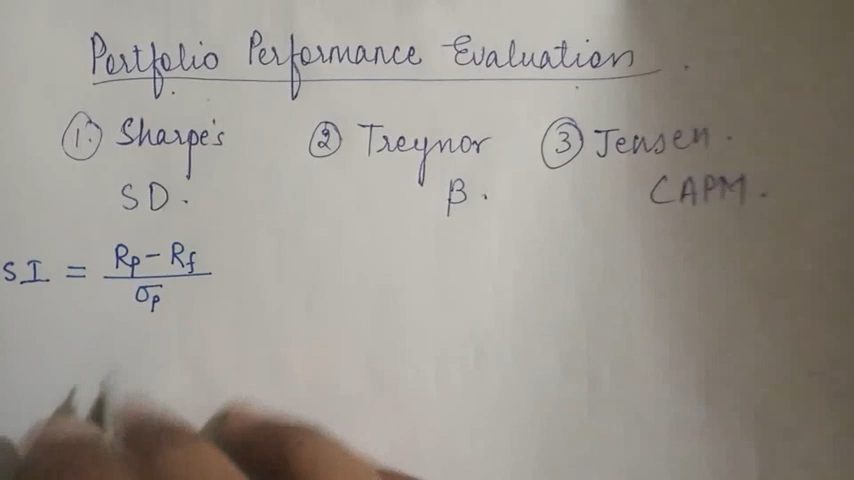 Portfolio Performance Evaluation.
① Sharpe's ② Treynor ③ Jensen.
SD. β. CAPM.
SI = Rp - Rf / σp